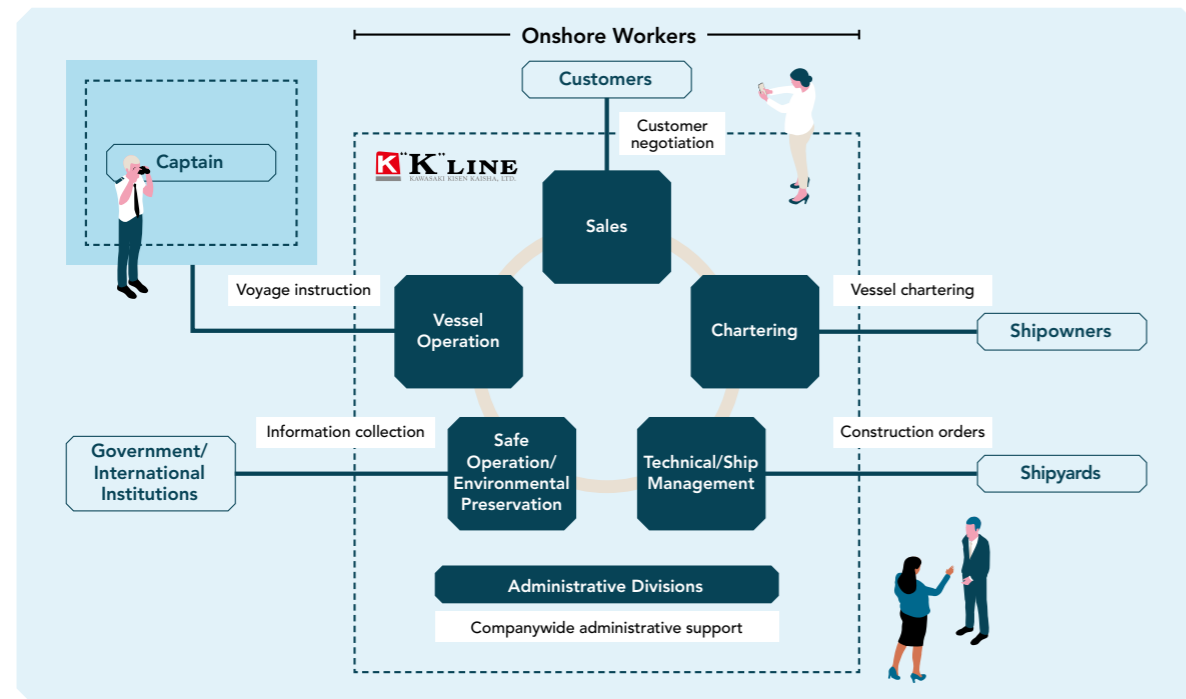 Onshore Workers
Customers
Customer
negotiation
Captain
K "K" LINE
KAWASAKI KISEN KAISHA, LTD.
Sales
Voyage instruction
Vessel
Operation
Vessel chartering
Chartering
Shipowners
Information collection
Government/
International
Institutions
Safe
Operation/
Environmental
Preservation
Construction orders
Technical/Ship
Management
Shipyards
Administrative Divisions
Companywide administrative support